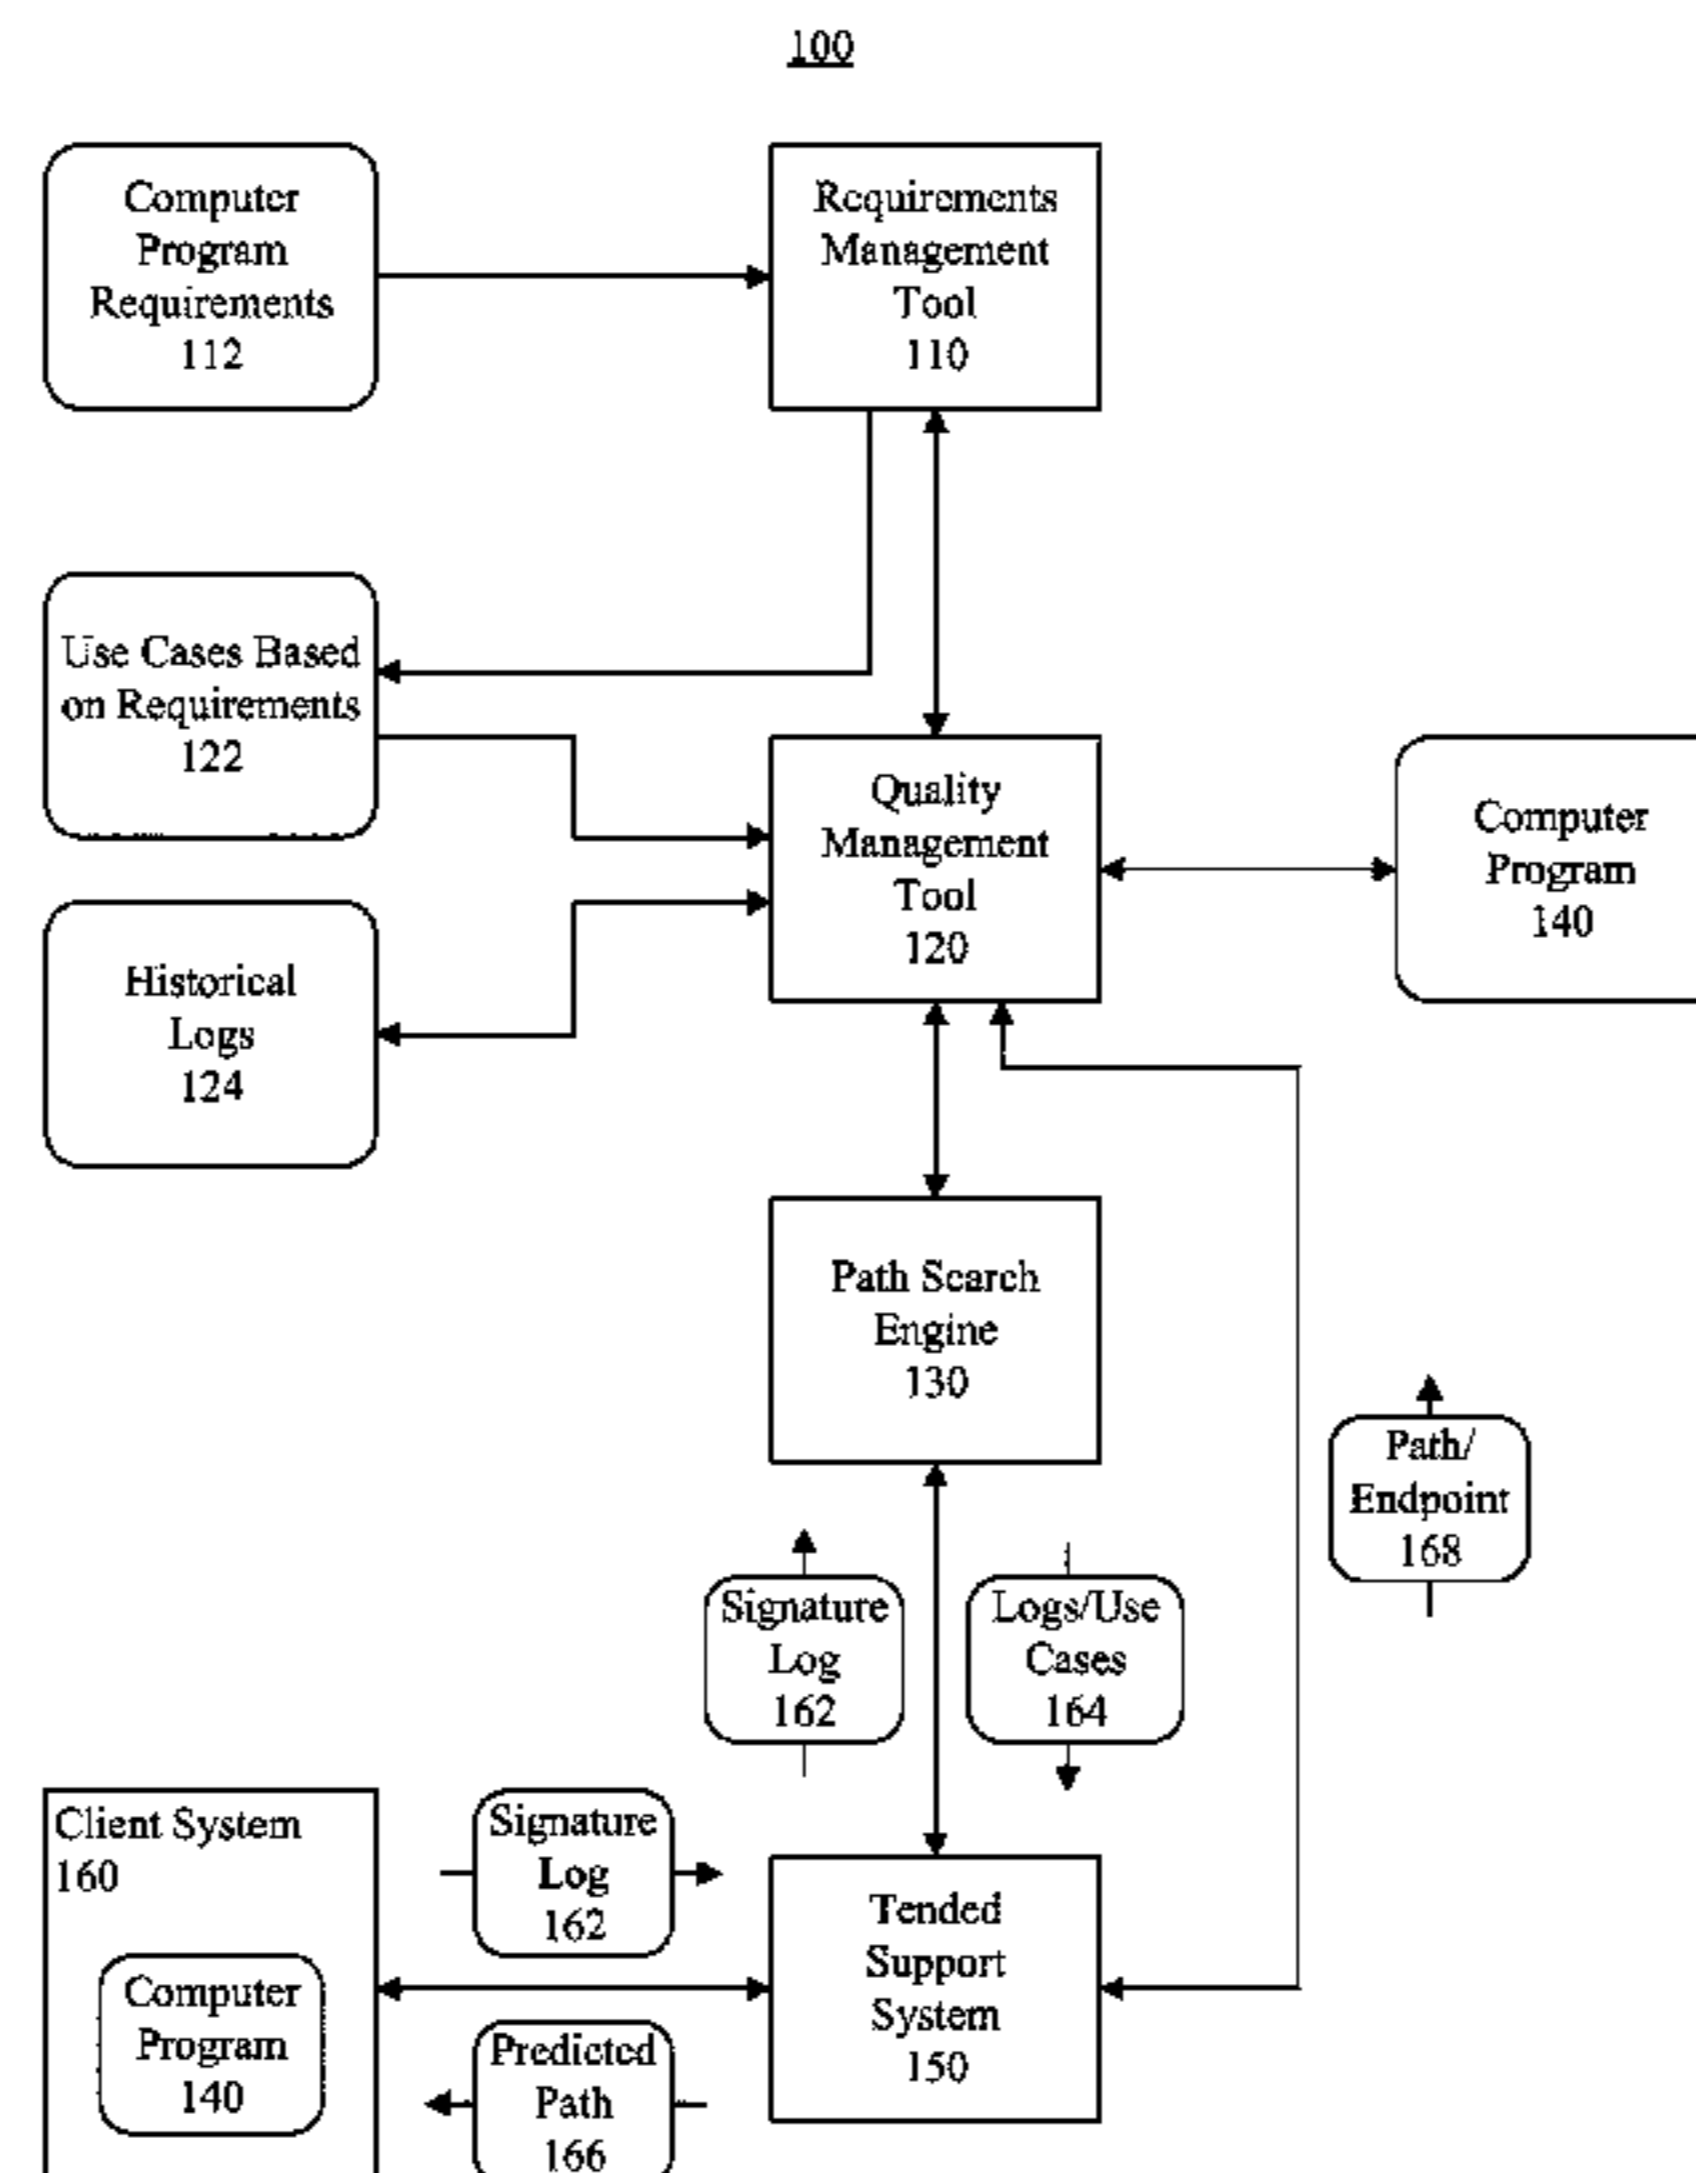 100
Computer
Program
Requirements
112
Requirements
Management
Tool
110
Use Cases Based
on Requirements
122
Quality
Management
Tool
120
Computer
Program
140
Historical
Logs
124
Path Search
Engine
130
Path/
Endpoint
168
Signature
Log
162
Logs/Use
Cases
164
Client System
160
Computer
Program
140
Signature
Log
162
Predicted
Path
166
Tended
Support
System
150